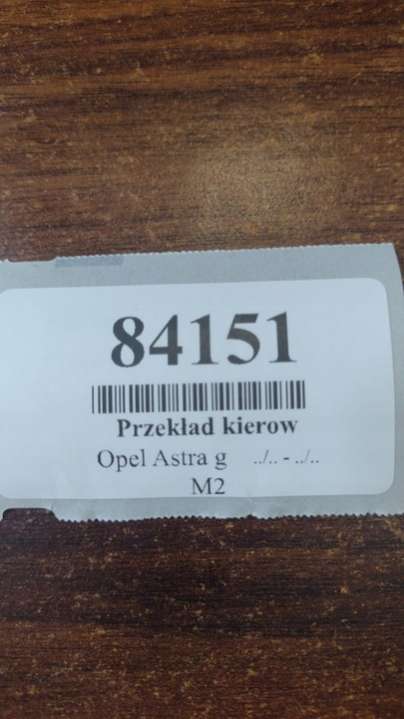 84151
Przekład kierow
Opel Astra g ../.. - ../..
M2